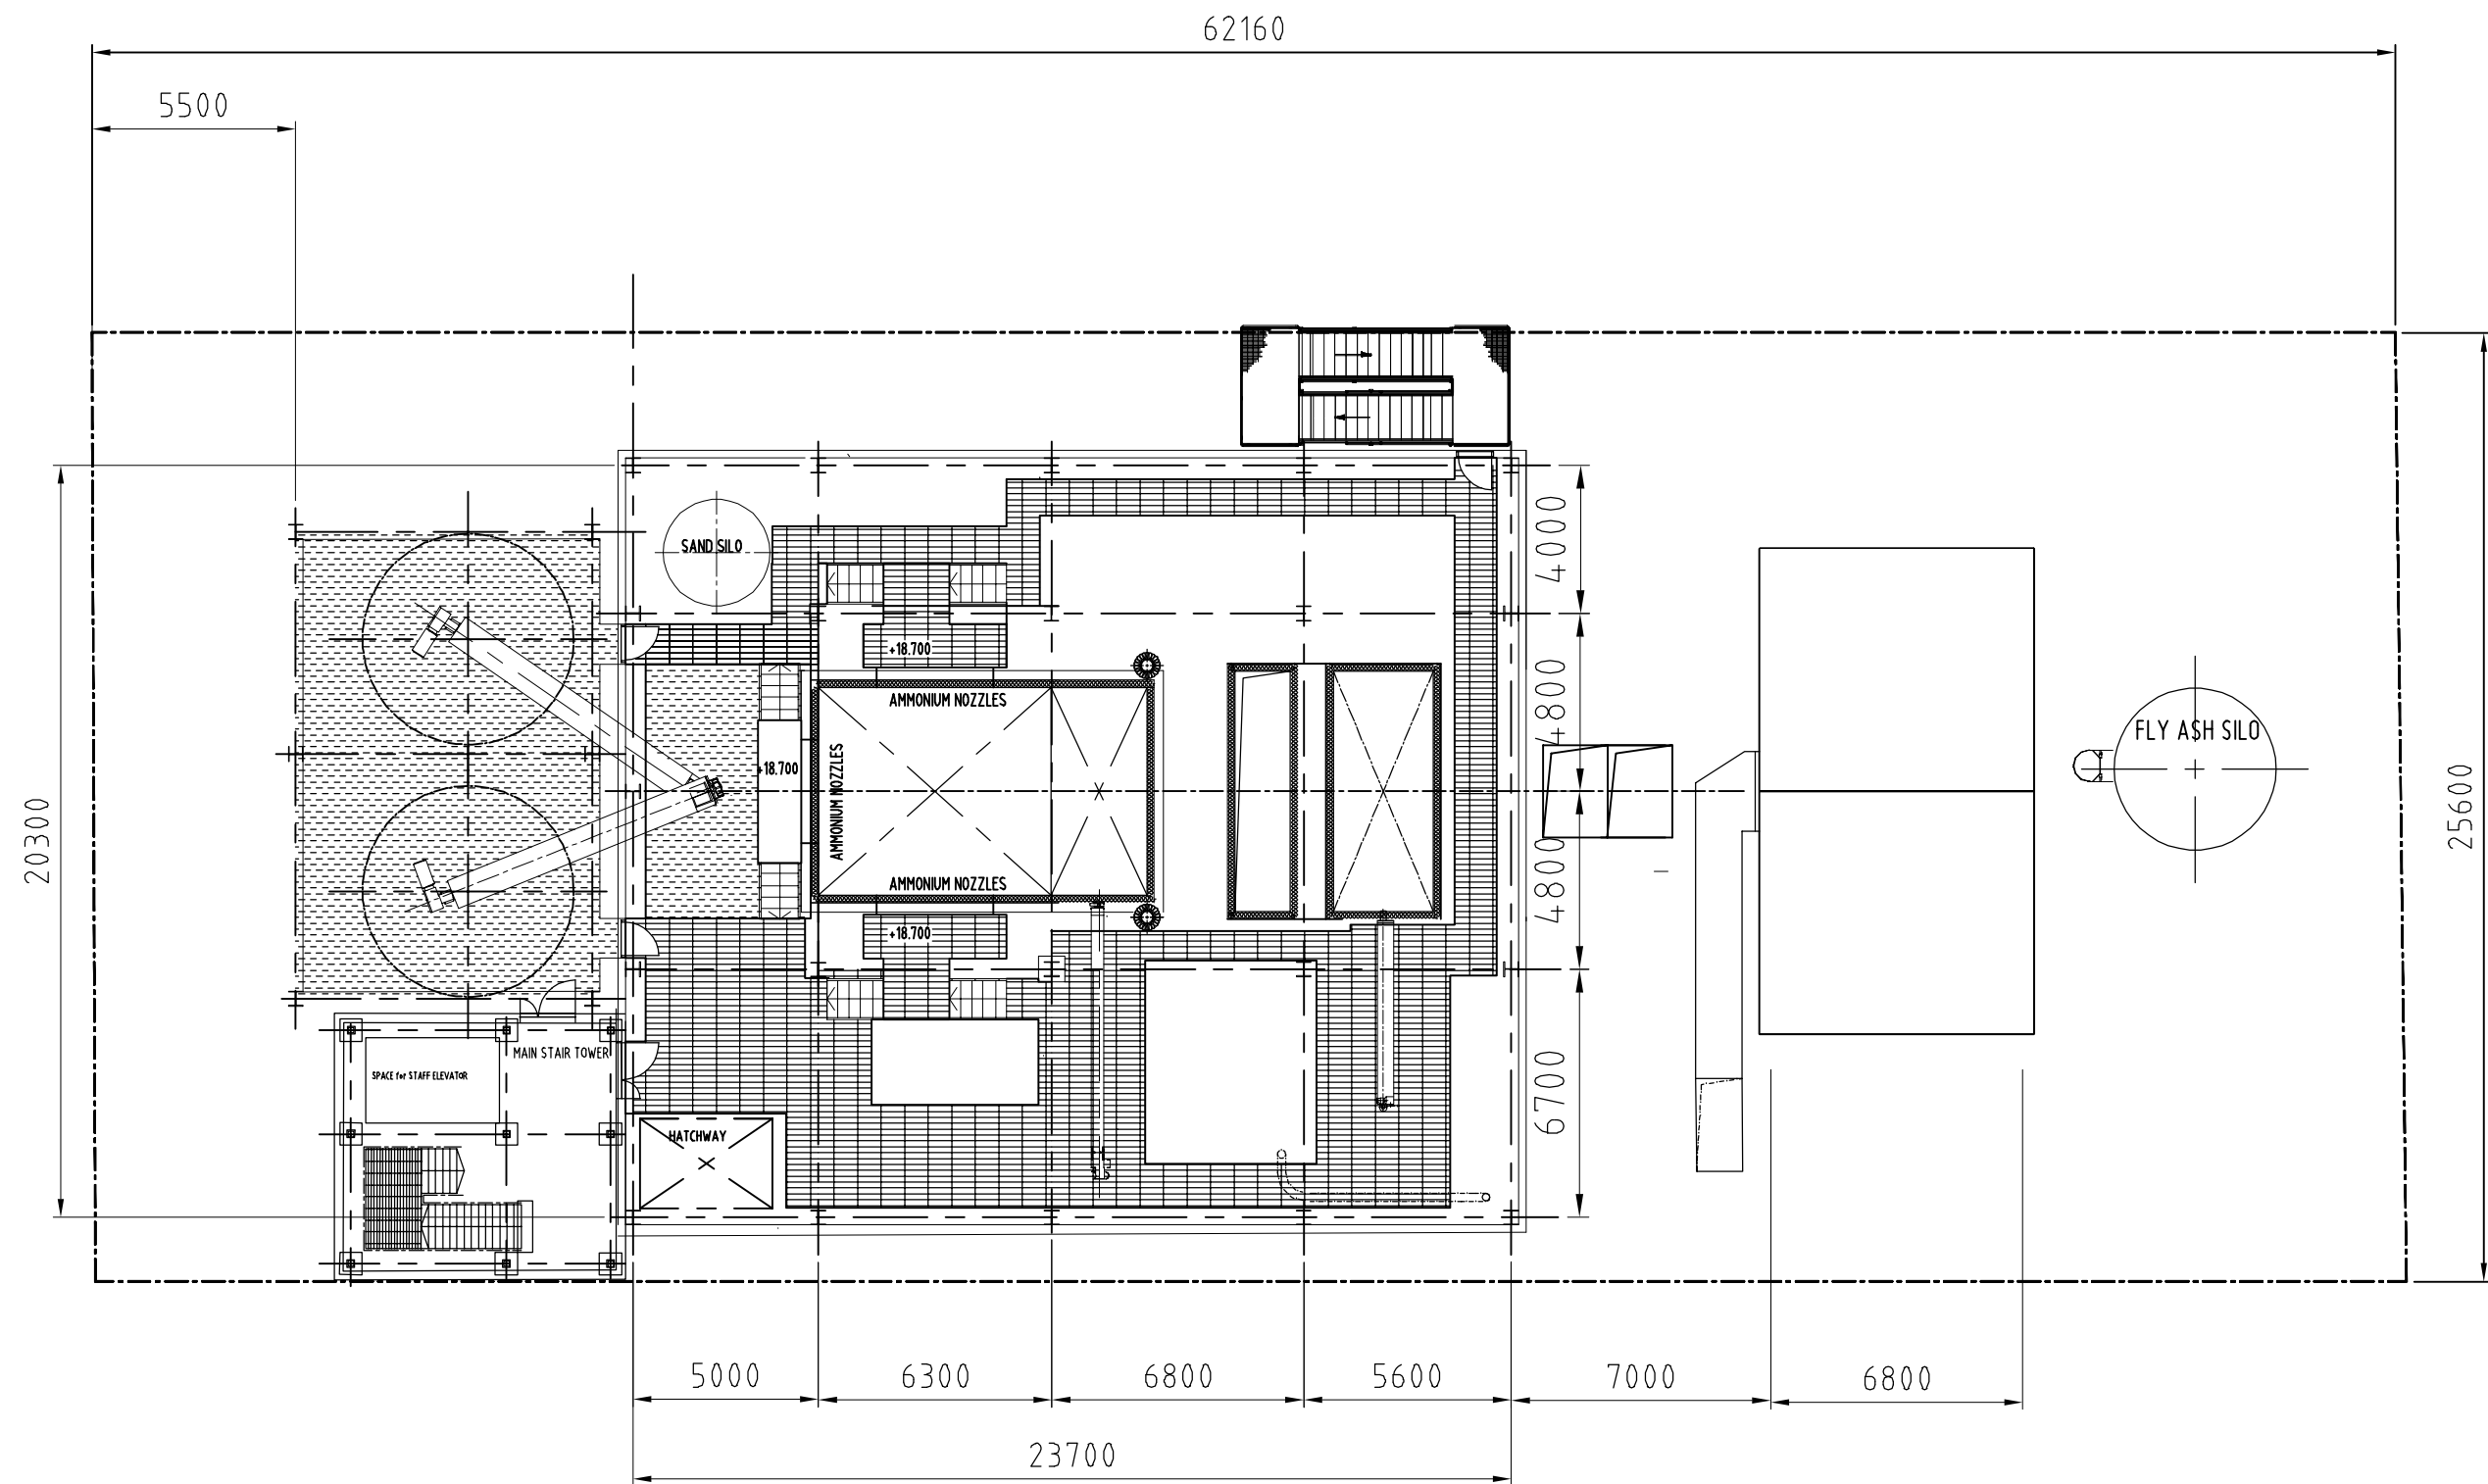 62160
5500
SAND SILO
4000
+18.700
AMMONIUM NOZZLES
4800
FLY ASH SILO
+18.700
AMMONIUM NOZZLES
20300
25600
4800
AMMONIUM NOZZLES
+18.700
MAIN STAIR TOWER
SPACE for STAFF ELEVATOR
6700
HATCHWAY
5000
6300
6800
5600
7000
6800
23700